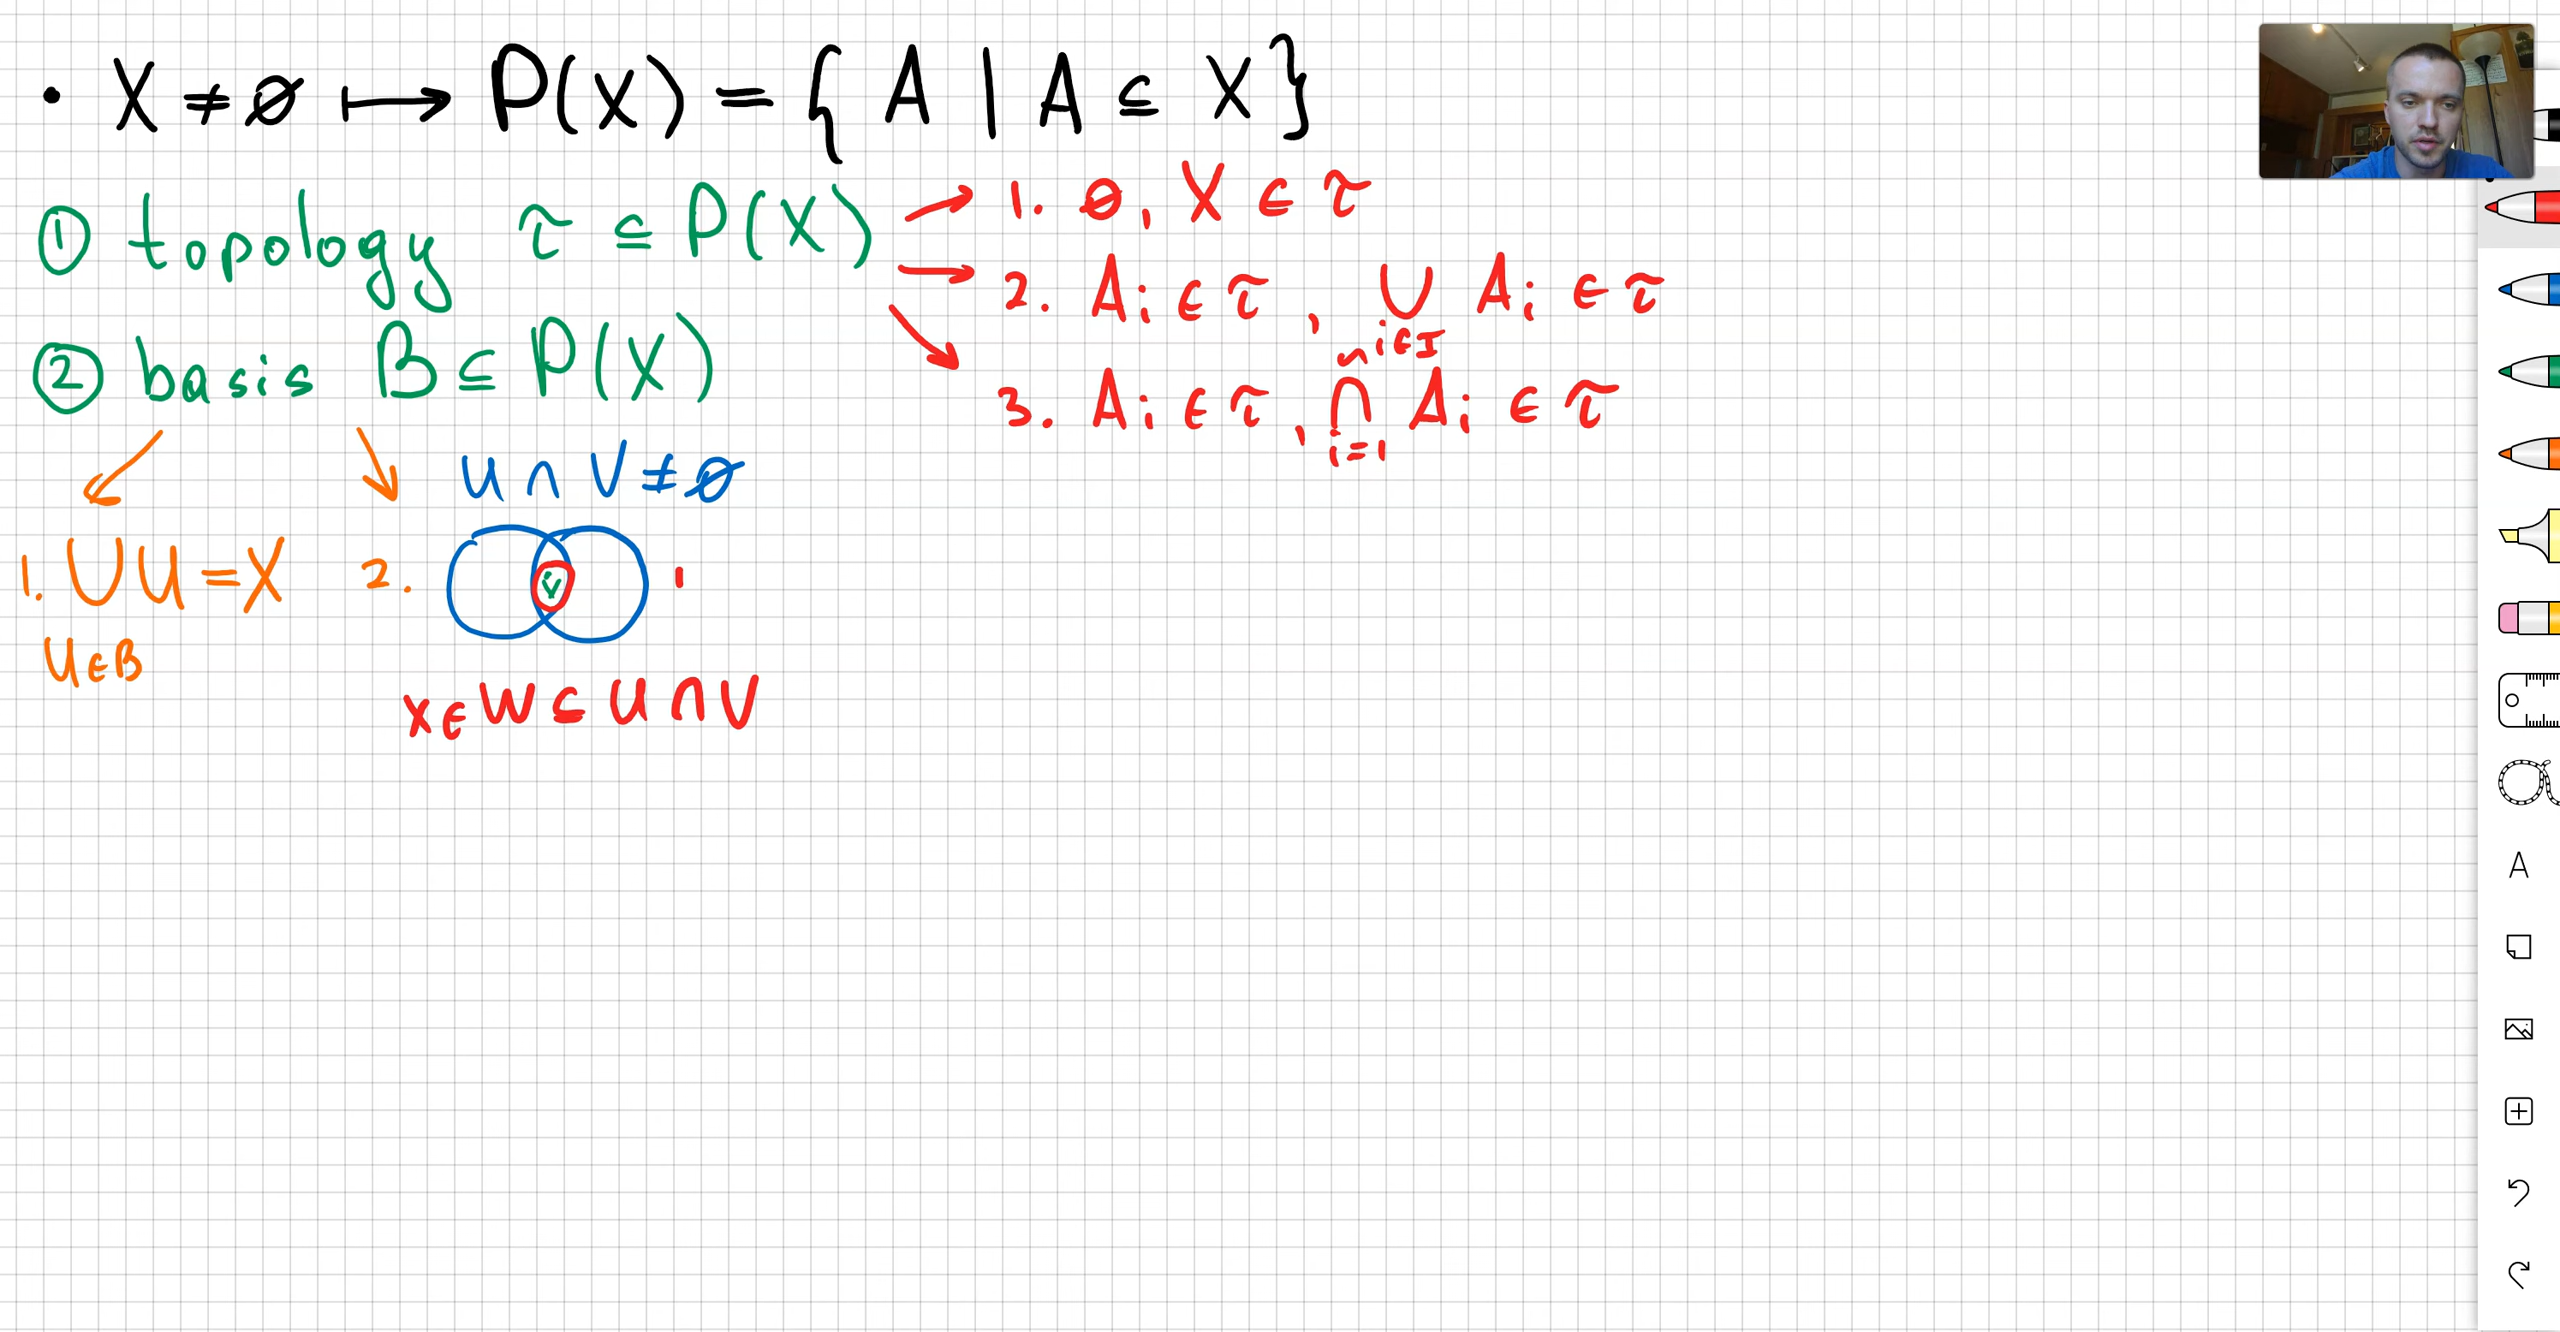 • X ≠ ∅ ↦ P(X) = { A | A ⊆ X }
① topology τ ⊆ P(X)
→ 1. ∅, X ∈ τ
→ 2. Ai ∈ τ, ∪ Ai ∈ τ
i∈I
② basis B ⊆ P(X)
n
3. Ai ∈ τ, ∩ Ai ∈ τ
i=1
U ∩ V ≠ ∅
1. ∪ U = X
U∈B
2.
x∈W ⊆ U ∩ V
A